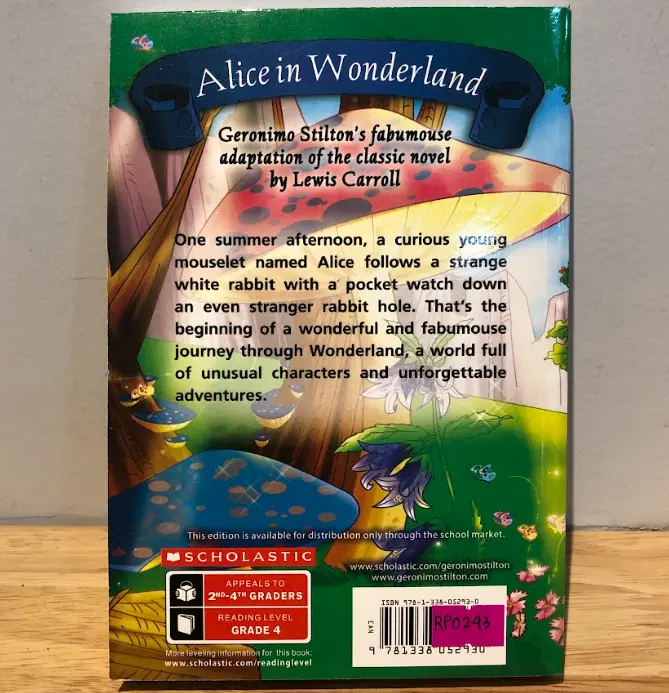 Alice in Wonderland
Geronimo Stilton's fabumouse
adaptation of the classic novel
by Lewis Carroll
One summer afternoon, a curious young
mouselet named Alice follows a strange
white rabbit with a pocket watch down
an even stranger rabbit hole. That's the
beginning of a wonderful and fabumouse
journey through Wonderland, a world full
of unusual characters and unforgettable
adventures.
This edition is available for distribution only through the school market.
SCHOLASTIC
APPEALS TO
2ND-4TH GRADERS
READING LEVEL
GRADE 4
More leveling information for this book:
www.scholastic.com/readinglevel
www.scholastic.com/geronimostilton
www.geronimostilton.com
ISBN 978-1-338-05293-0
EAN
RP0243
9 781338 052930